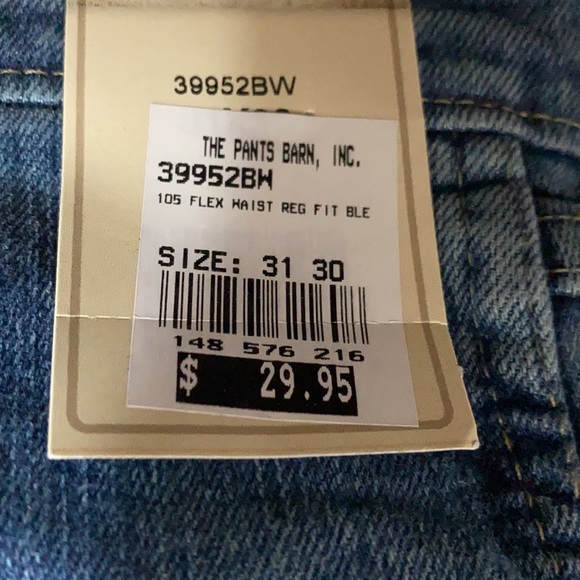 39952BW
THE PANTS BARN, INC.
39952BW
105 FLEX WAIST REG FIT BLE
SIZE: 31 30
148 576 216
$ 29.95